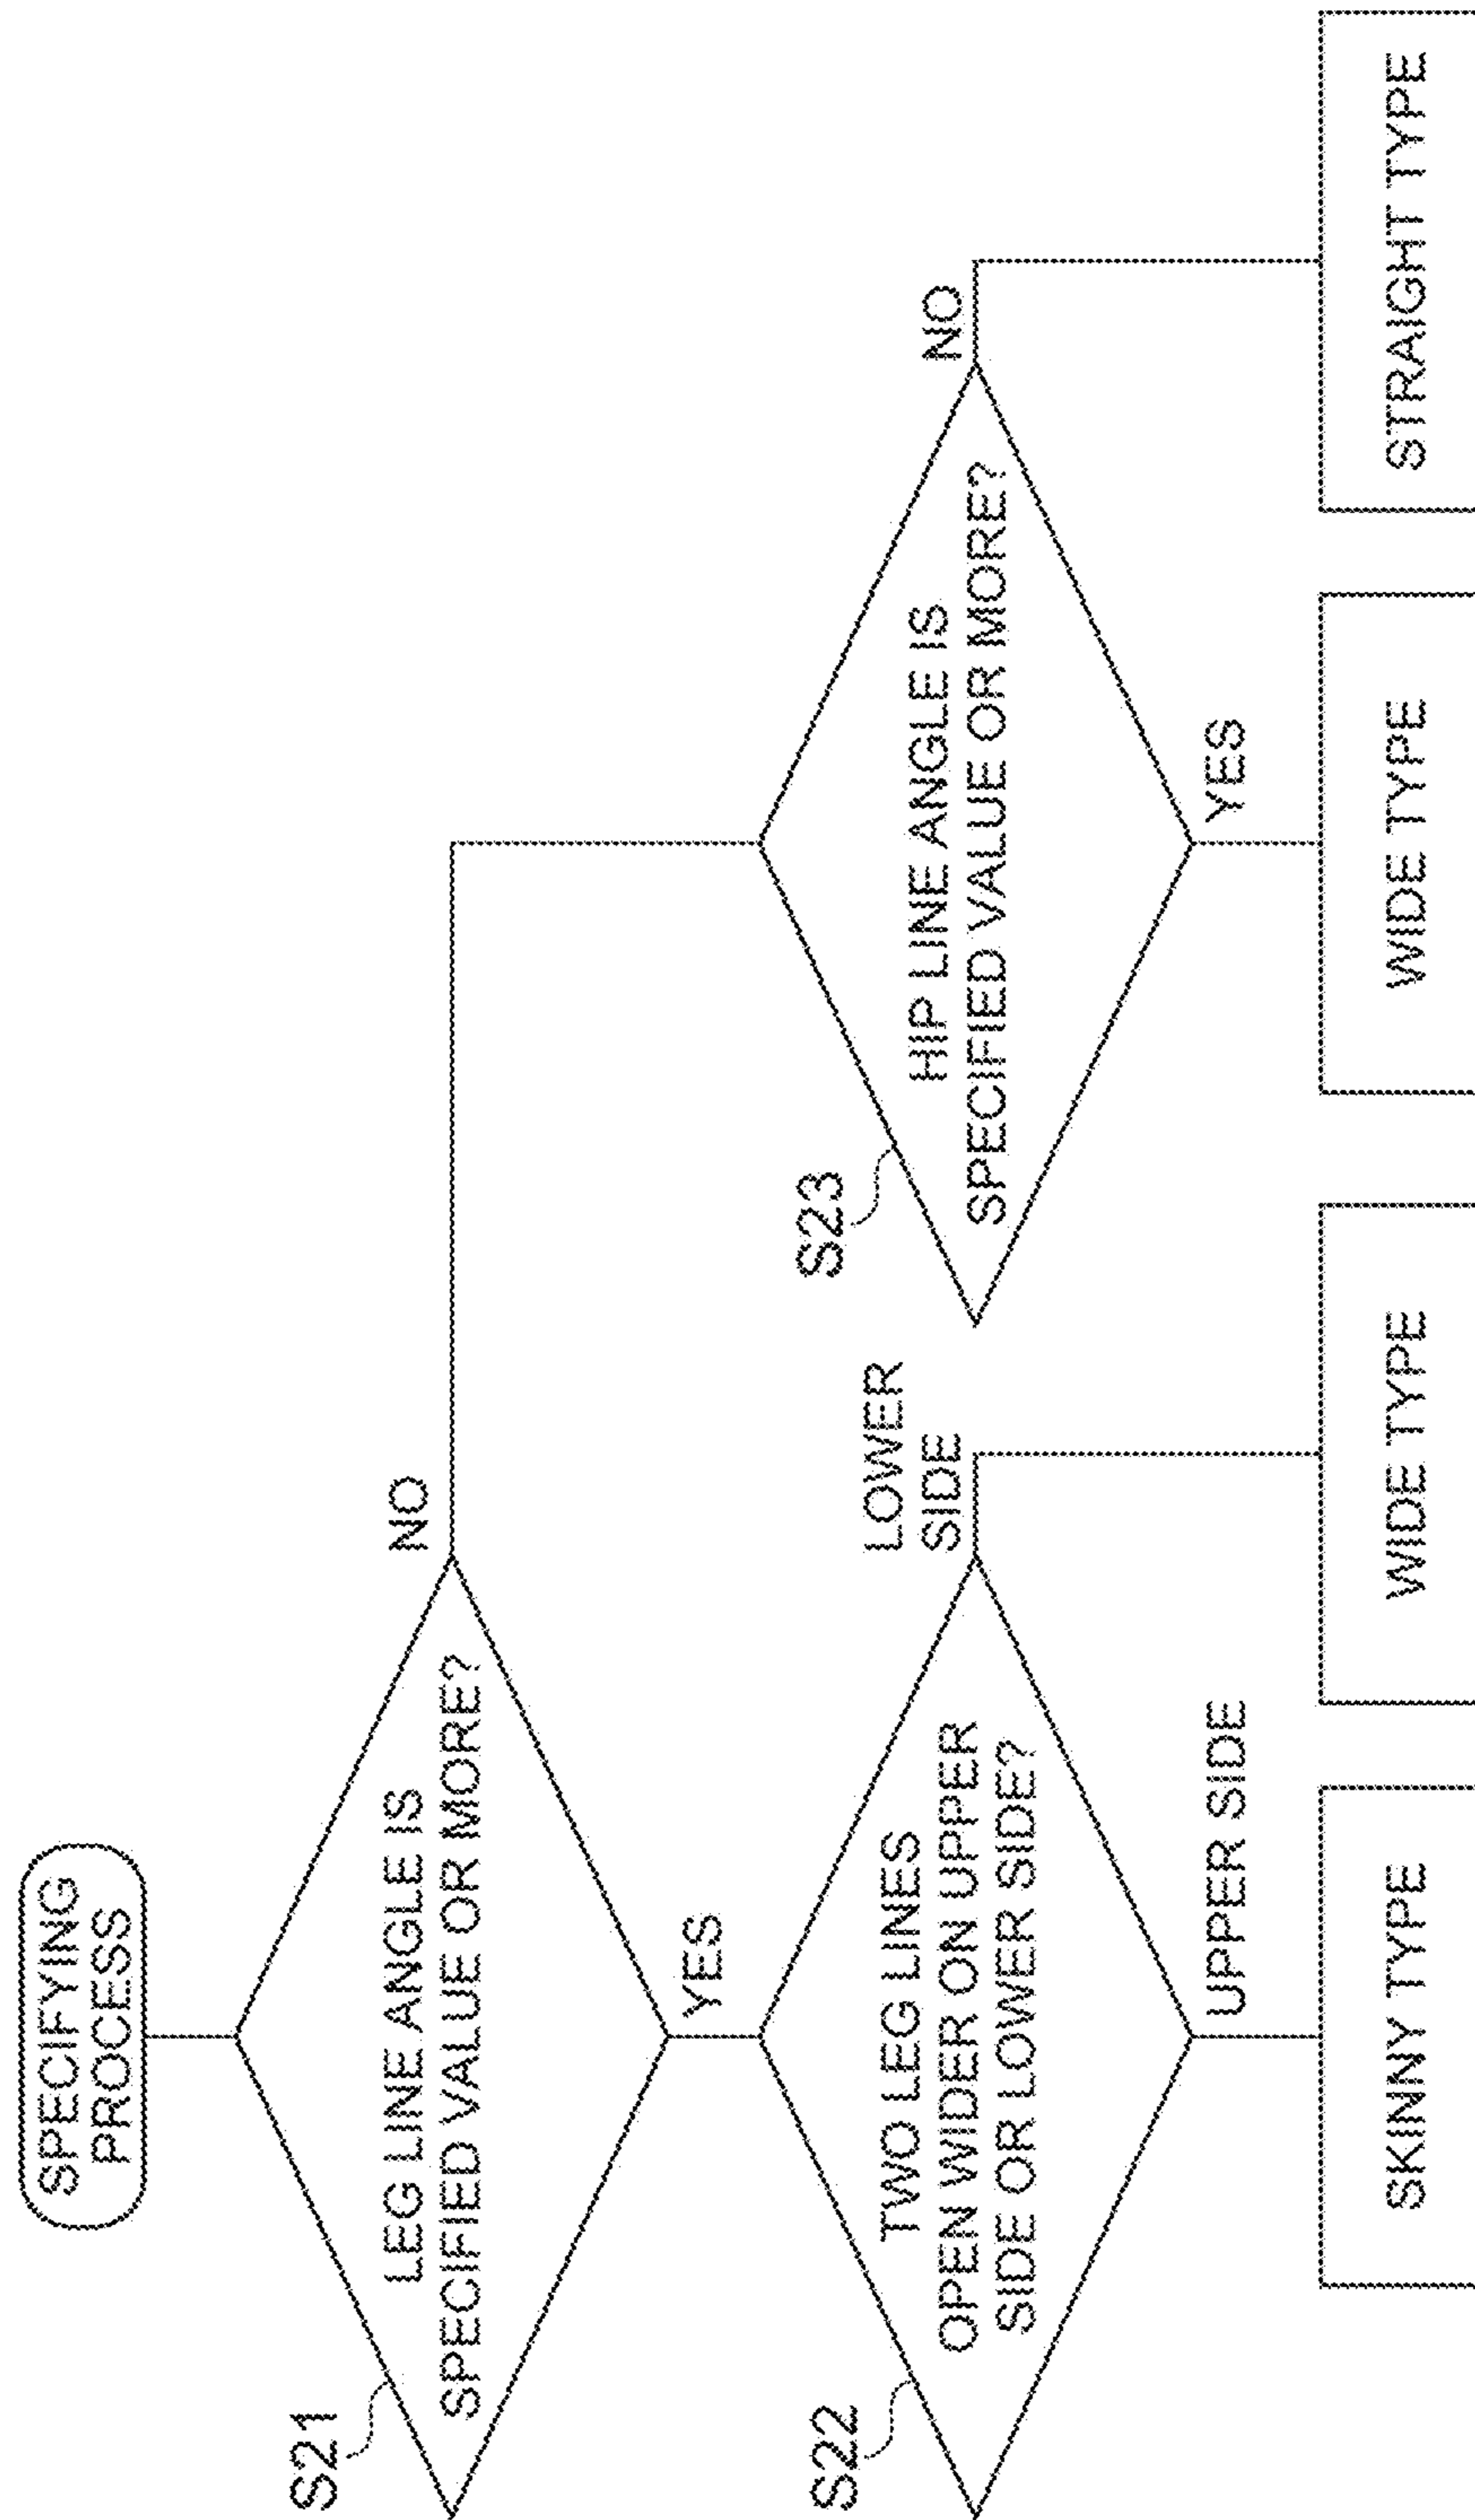 SPECIFYING
PROCESS
S21
LEG LINE ANGLE IS
SPECIFIED VALUE OR MORE?
NO
YES
S22
TWO LEG LINES
OPEN WIDER ON UPPER
SIDE OR LOWER SIDE?
LOWER
SIDE
UPPER SIDE
S23
HIP LINE ANGLE IS
SPECIFIED VALUE OR MORE?
NO
YES
SKINNY TYPE
WIDE TYPE
WIDE TYPE
STRAIGHT TYPE